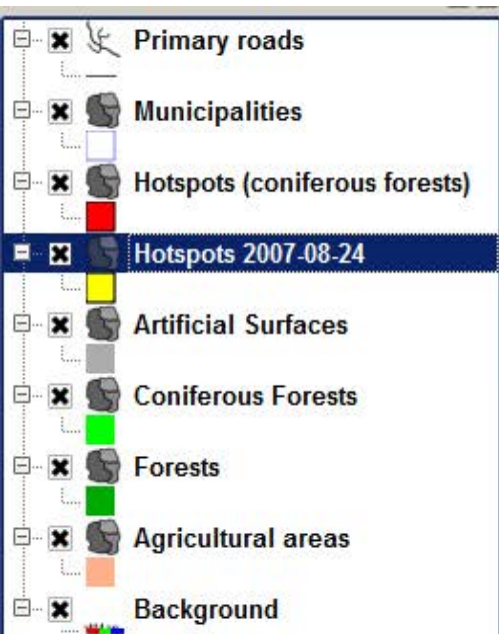 Primary roads
Municipalities
Hotspots (coniferous forests)
Hotspots 2007-08-24
Artificial Surfaces
Coniferous Forests
Forests
Agricultural areas
Background